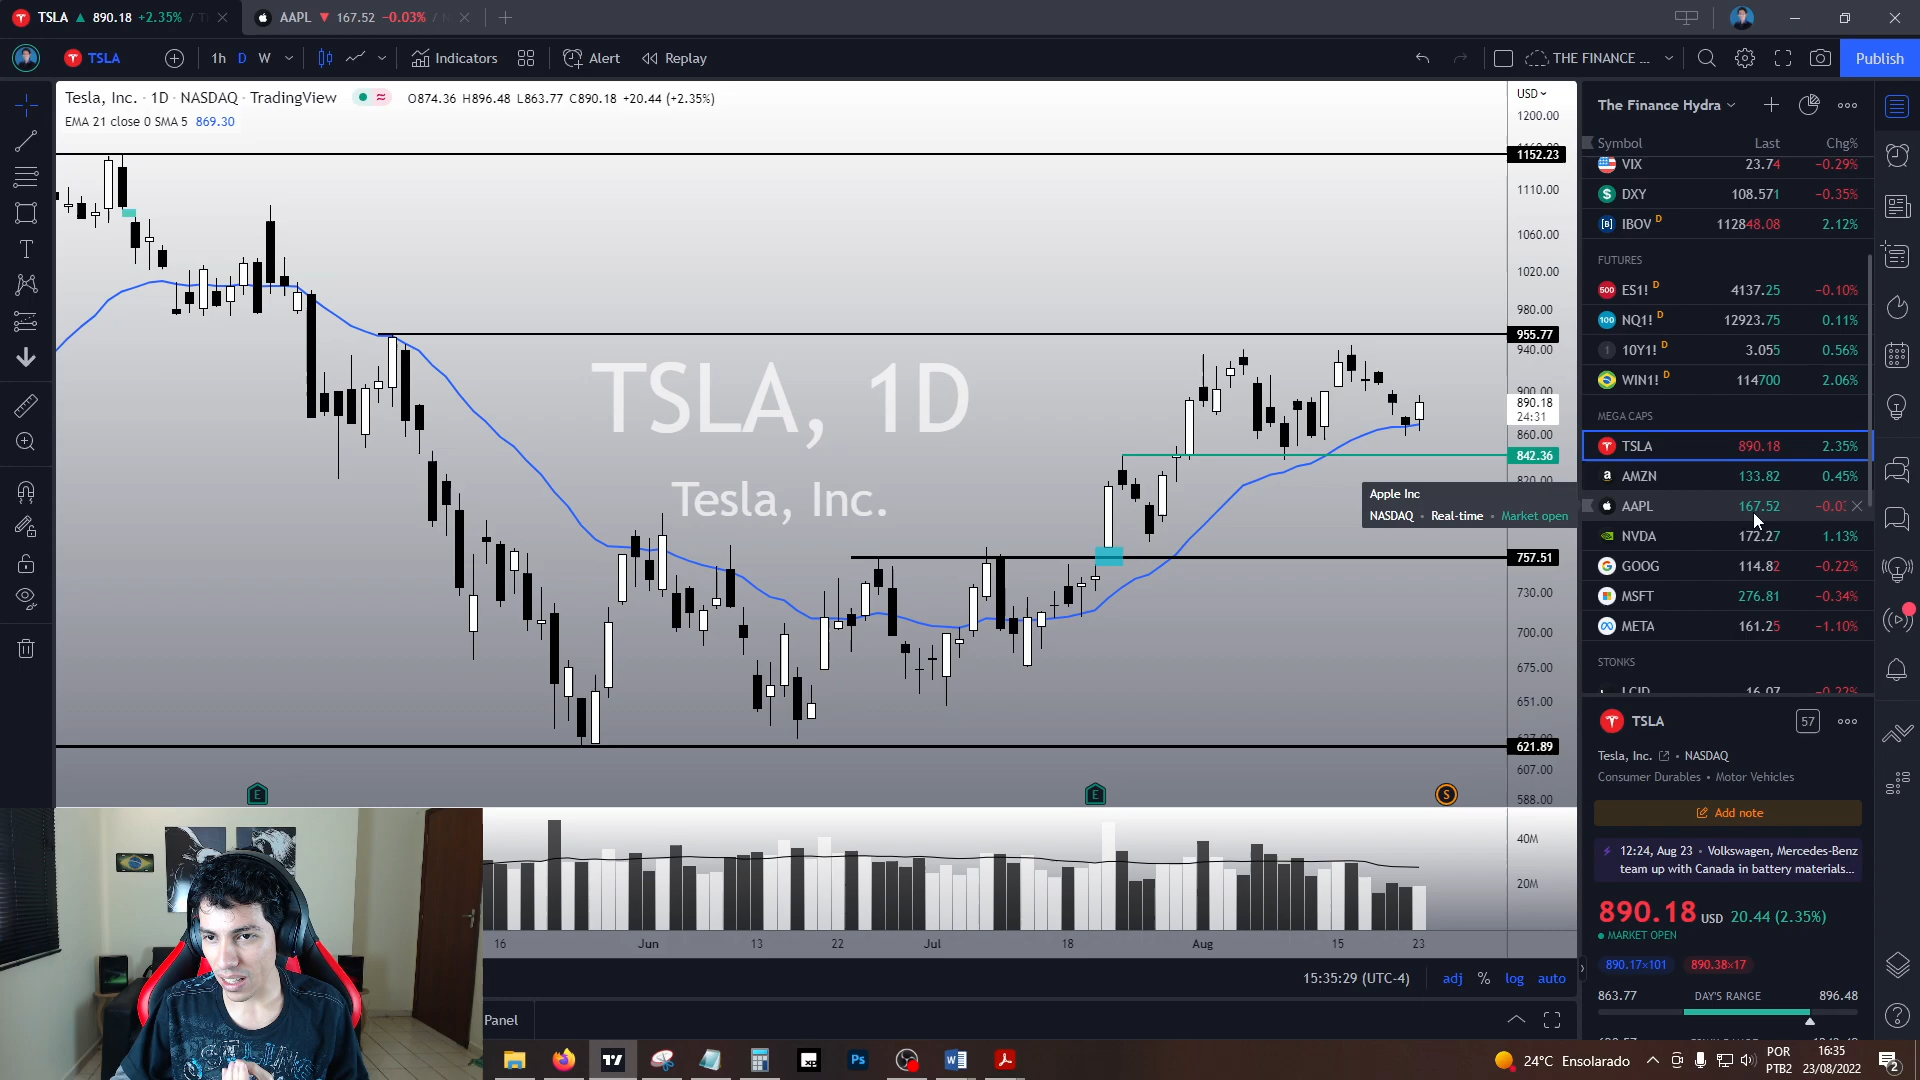 TSLA ▲ 890.18 +2.35% /
AAPL ▼ 167.52 −0.03% /
TSLA
1h D W
Indicators
Alert
Replay
THE FINANCE ...
Publish
Tesla, Inc. · 1D · NASDAQ · TradingView
O874.36 H896.48 L863.77 C890.18 +20.44 (+2.35%)
EMA 21 close 0 SMA 5 869.30
USD
1200.00
1152.23
1110.00
1060.00
1020.00
980.00
955.77
940.00
900.00
890.18
24:31
860.00
842.36
820.00
757.51
730.00
700.00
675.00
651.00
621.89
607.00
588.00
TSLA, 1D
Tesla, Inc.
Apple Inc
NASDAQ • Real-time • Market open
E
E
S
40M
20M
16 Jun 13 22 Jul 18 Aug 15 23
15:35:29 (UTC-4)
adj % log auto
Panel
The Finance Hydra
Symbol Last Chg%
VIX 23.74 −0.29%
DXY 108.571 −0.35%
IBOV D 112848.08 2.12%
FUTURES
ES1! D 4137.25 −0.10%
NQ1! D 12923.75 0.11%
10Y1! D 3.055 0.56%
WIN1! D 114700 2.06%
MEGA CAPS
TSLA 890.18 2.35%
AMZN 133.82 0.45%
AAPL 167.52 −0.03
NVDA 172.27 1.13%
GOOG 114.82 −0.22%
MSFT 276.81 −0.34%
META 161.25 −1.10%
STONKS
LCID 16.07 −0.22%
TSLA
57
Tesla, Inc. • NASDAQ
Consumer Durables • Motor Vehicles
Add note
12:24, Aug 23 • Volkswagen, Mercedes-Benz
team up with Canada in battery materials...
890.18 USD 20.44 (2.35%)
MARKET OPEN
890.17×101 890.38×17
863.77 DAY'S RANGE 896.48
Ps
24°C Ensolarado
POR
PTB2
16:35
23/08/2022
2